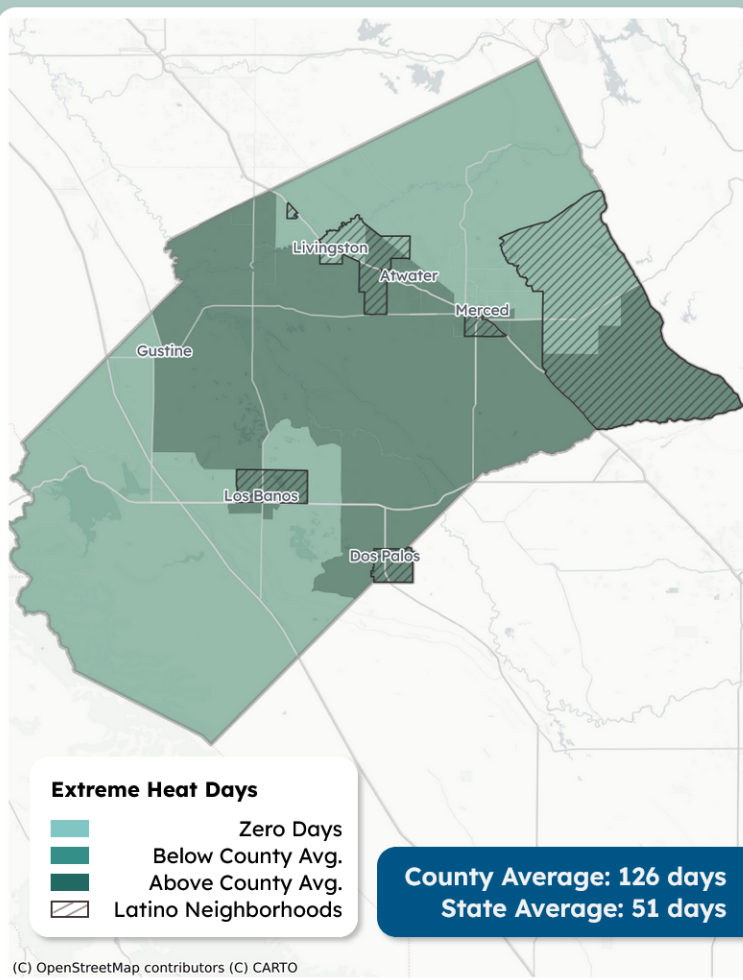 Livingston
Atwater
Merced
Gustine
Los Banos
Dos Palos
Extreme Heat Days
Zero Days
Below County Avg.
Above County Avg.
Latino Neighborhoods
County Average: 126 days
State Average: 51 days
(C) OpenStreetMap contributors (C) CARTO